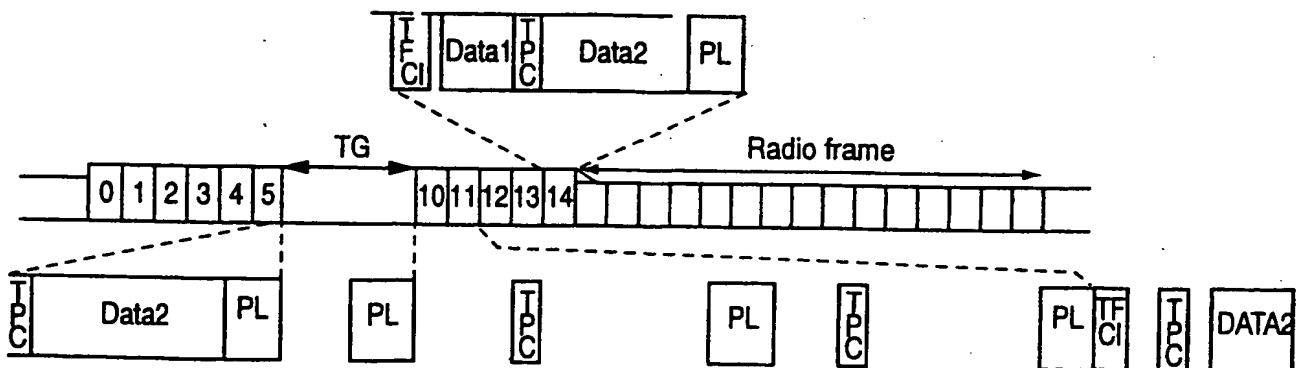 TFCI Data1 TPC Data2 PL
TG Radio frame
0 1 2 3 4 5 10 11 12 13 14
TPC Data2 PL PL TPC PL TPC PL TFCI TPC DATA2